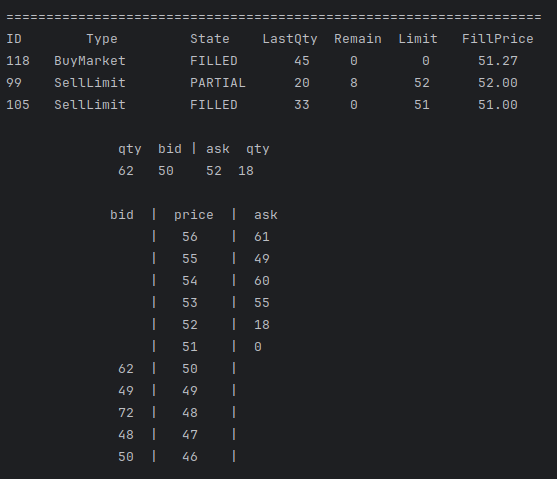 ===================================================================
ID        Type         State    LastQty  Remain  Limit   FillPrice
118   BuyMarket        FILLED       45     0        0      51.27
99    SellLimit        PARTIAL      20     8       52      52.00
105   SellLimit        FILLED       33     0       51      51.00
qty  bid | ask  qty
62   50    52  18
bid  |  price  |  ask
|   56    |  61
|   55    |  49
|   54    |  60
|   53    |  55
|   52    |  18
|   51    |  0
62  |   50    |
49  |   49    |
72  |   48    |
48  |   47    |
50  |   46    |